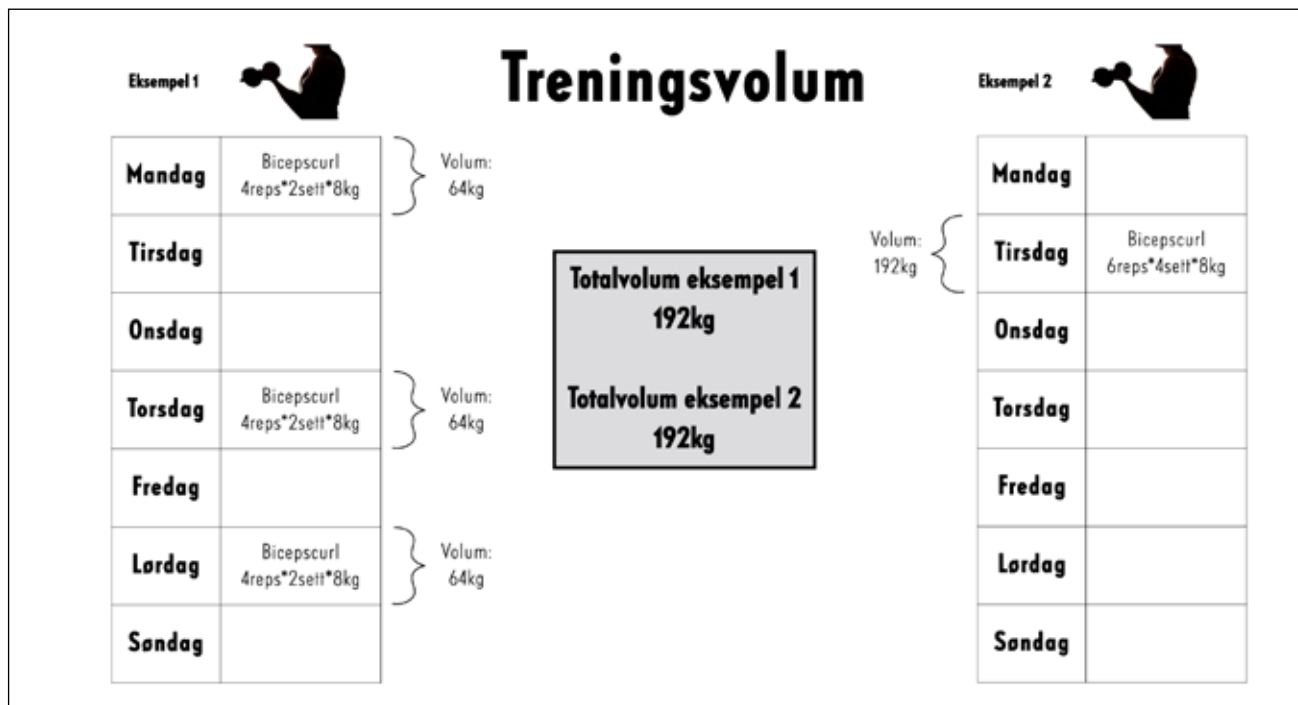 Treningsvolum
Eksempel 1
Mandag
Bicepscurl
4reps*2sett*8kg
Volum:
64kg
Tirsdag
Onsdag
Torsdag
Bicepscurl
4reps*2sett*8kg
Volum:
64kg
Fredag
Lørdag
Bicepscurl
4reps*2sett*8kg
Volum:
64kg
Søndag
Totalvolum eksempel 1
192kg
Totalvolum eksempel 2
192kg
Eksempel 2
Mandag
Volum:
192kg
Tirsdag
Bicepscurl
6reps*4sett*8kg
Onsdag
Torsdag
Fredag
Lørdag
Søndag